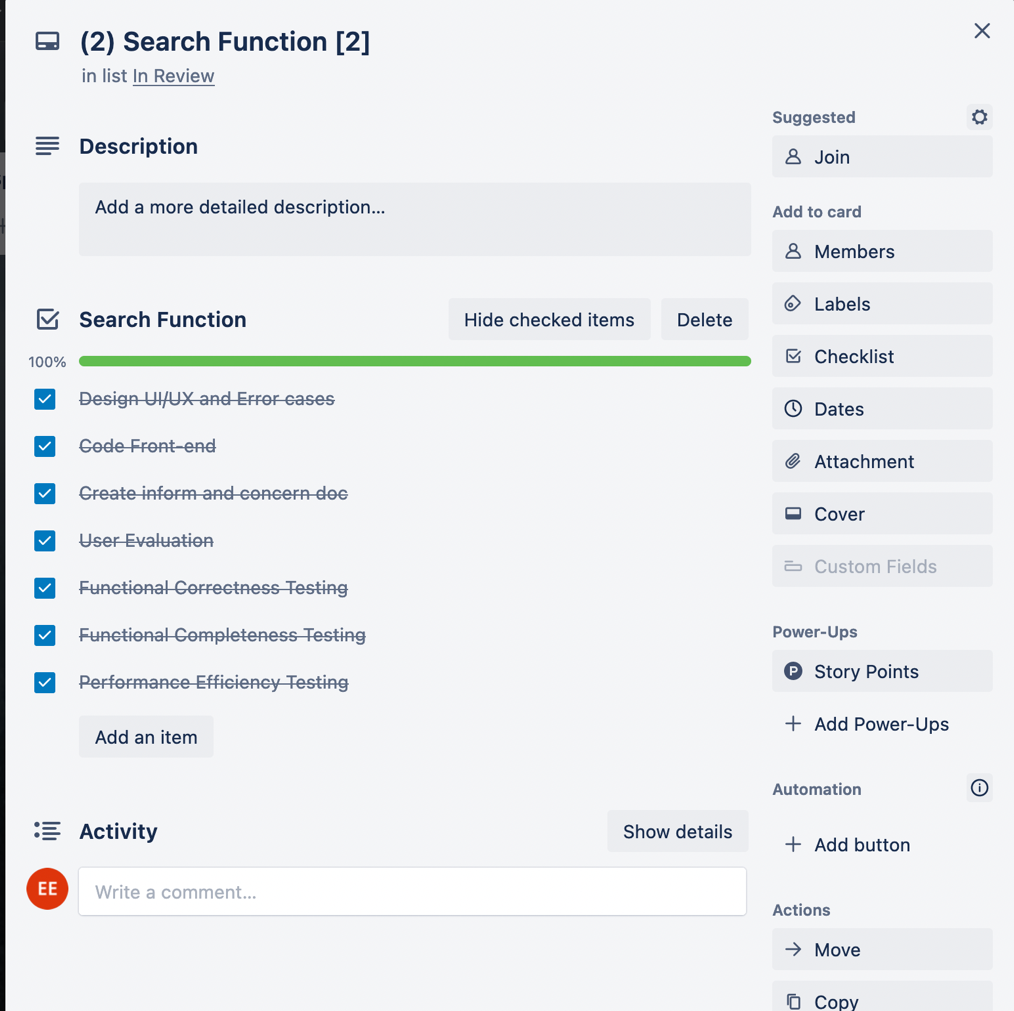 (2) Search Function [2]
in list In Review
Description
Add a more detailed description...
Search Function
Hide checked items
Delete
100%
Design UI/UX and Error cases
Code Front-end
Create inform and concern doc
User Evaluation
Functional Correctness Testing
Functional Completeness Testing
Performance Efficiency Testing
Add an item
Activity
Show details
EE
Write a comment...
Suggested
Join
Add to card
Members
Labels
Checklist
Dates
Attachment
Cover
Custom Fields
Power-Ups
P
Story Points
Add Power-Ups
Automation
Add button
Actions
Move
Copy